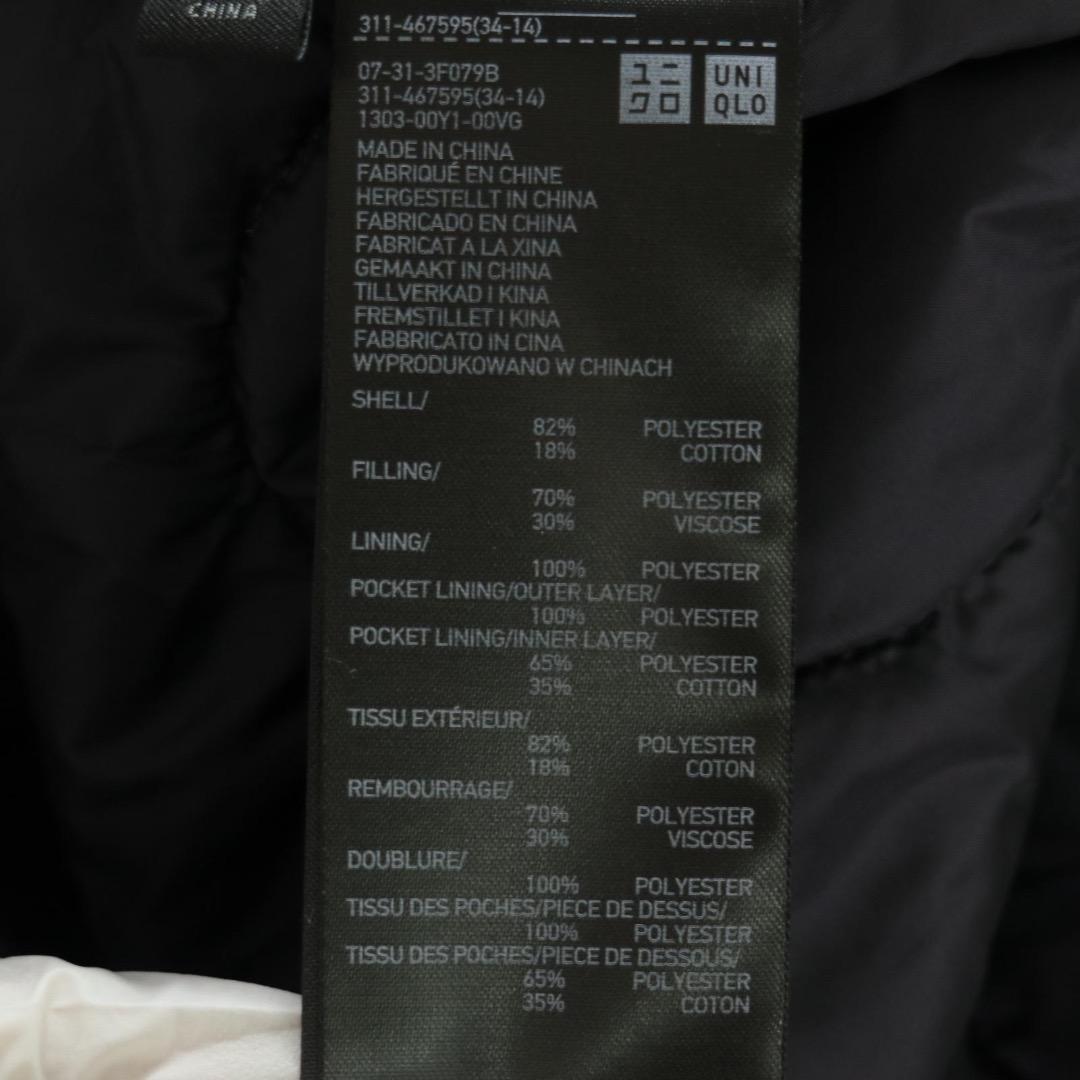 CHINA
311-467595(34-14)
07-31-3F079B
311-467595(34-14)
1303-00Y1-00VG
ユニ
クロ
UNI
QLO
MADE IN CHINA
FABRIQUÉ EN CHINE
HERGESTELLT IN CHINA
FABRICADO EN CHINA
FABRICAT A LA XINA
GEMAAKT IN CHINA
TILLVERKAD I KINA
FREMSTILLET I KINA
FABBRICATO IN CINA
WYPRODUKOWANO W CHINACH
SHELL/
82% POLYESTER
18% COTTON
FILLING/
70% POLYESTER
30% VISCOSE
LINING/
100% POLYESTER
POCKET LINING/OUTER LAYER/
100% POLYESTER
POCKET LINING/INNER LAYER/
65% POLYESTER
35% COTTON
TISSU EXTÉRIEUR/
82% POLYESTER
18% COTON
REMBOURRAGE/
70% POLYESTER
30% VISCOSE
DOUBLURE/
100% POLYESTER
TISSU DES POCHES/PIECE DE DESSUS/
100% POLYESTER
TISSU DES POCHES/PIECE DE DESSOUS/
65% POLYESTER
35% COTON